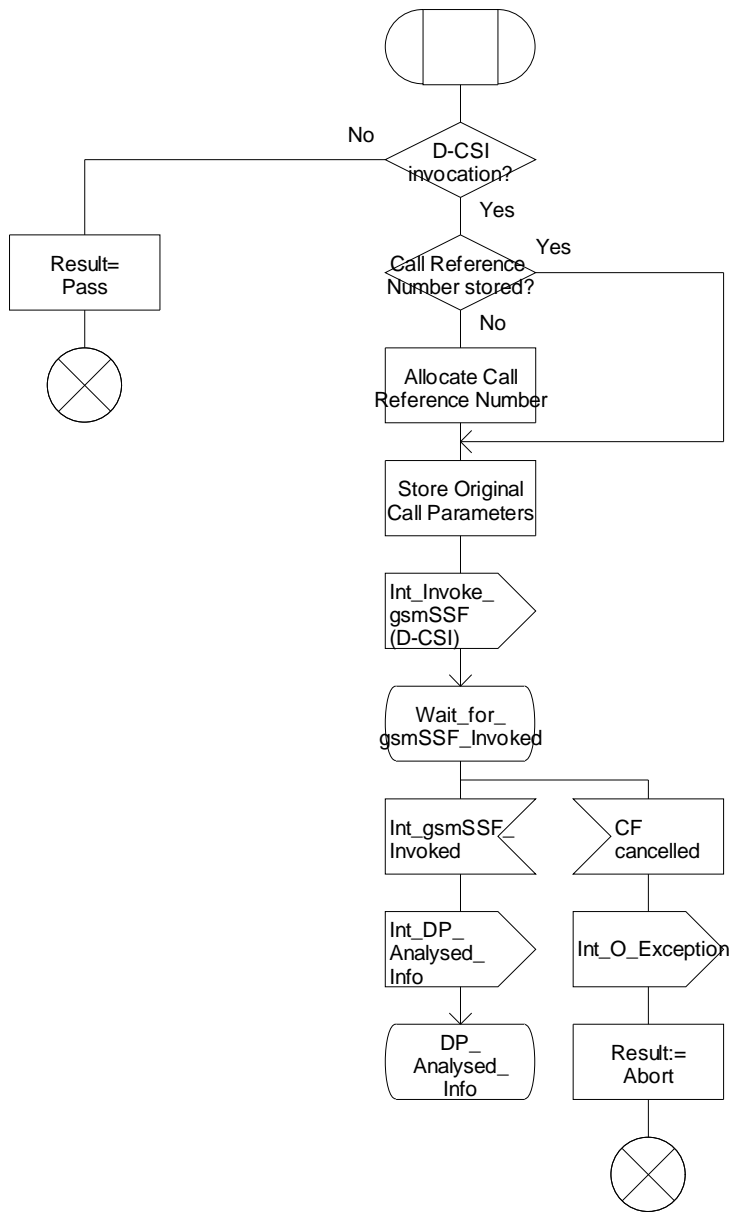 No
D-CSI
invocation?
Yes
Result=
Pass
Call Reference
Number stored?
Yes
No
Allocate Call
Reference Number
Store Original
Call Parameters
Int_Invoke_
gsmSSF
(D-CSI)
Wait_for_
gsmSSF_Invoked
Int_gsmSSF_
Invoked
CF
cancelled
Int_DP_
Analysed_
Info
Int_O_Exception
DP_
Analysed_
Info
Result:=
Abort